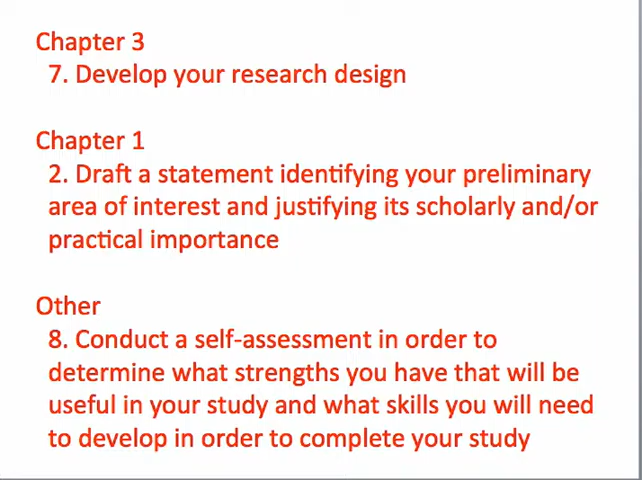 Chapter 3
7. Develop your research design
Chapter 1
2. Draft a statement identifying your preliminary
area of interest and justifying its scholarly and/or
practical importance
Other
8. Conduct a self-assessment in order to
determine what strengths you have that will be
useful in your study and what skills you will need
to develop in order to complete your study